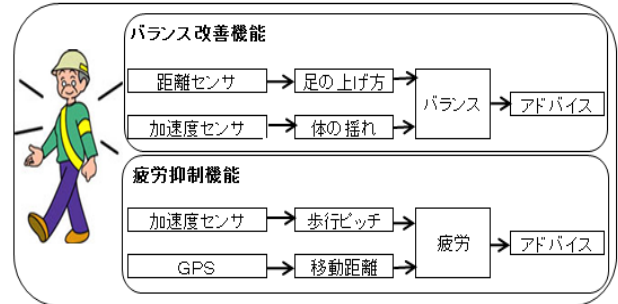 バランス改善機能
距離センサ
足の上げ方
加速度センサ
体の揺れ
バランス
アドバイス
疲労抑制機能
加速度センサ
歩行ピッチ
GPS
移動距離
疲労
アドバイス